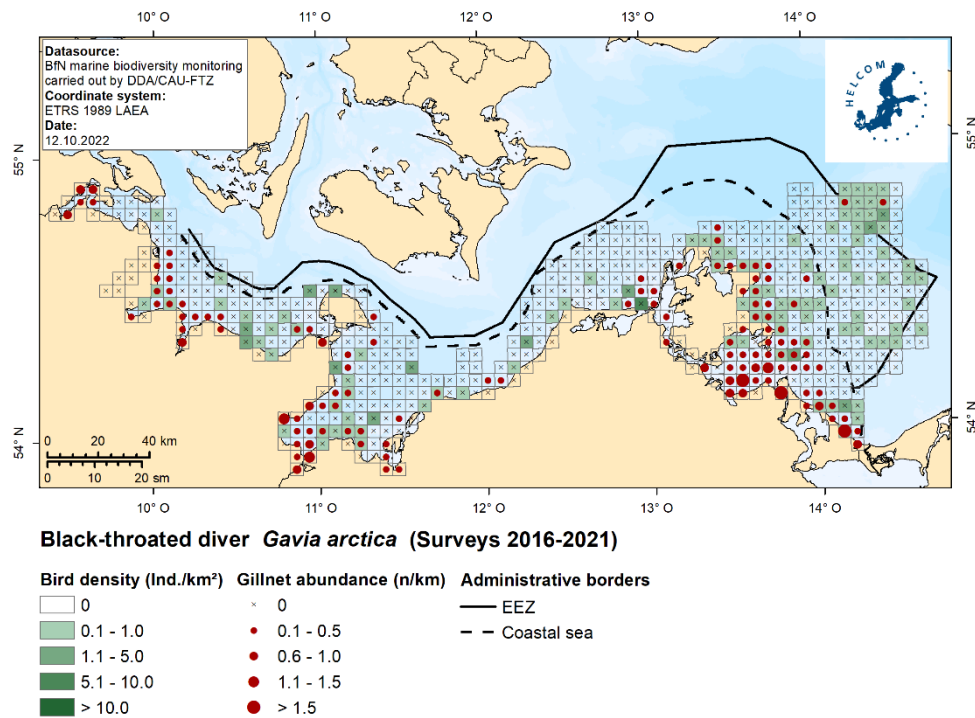 10° O 11° O 12° O 13° O 14° O
Datasource:
BfN marine biodiversity monitoring
carried out by DDA/CAU-FTZ
Coordinate system:
ETRS 1989 LAEA
Date:
12.10.2022
HELCOM
55° N 55° N
54° N 54° N
0 20 40 km
0 10 20 sm
10° O 11° O 12° O 13° O 14° O
Black-throated diver Gavia arctica (Surveys 2016-2021)
Bird density (Ind./km²) Gillnet abundance (n/km) Administrative borders
0 0 EEZ
0.1 - 1.0 0.1 - 0.5 Coastal sea
1.1 - 5.0 0.6 - 1.0
5.1 - 10.0 1.1 - 1.5
> 10.0 > 1.5